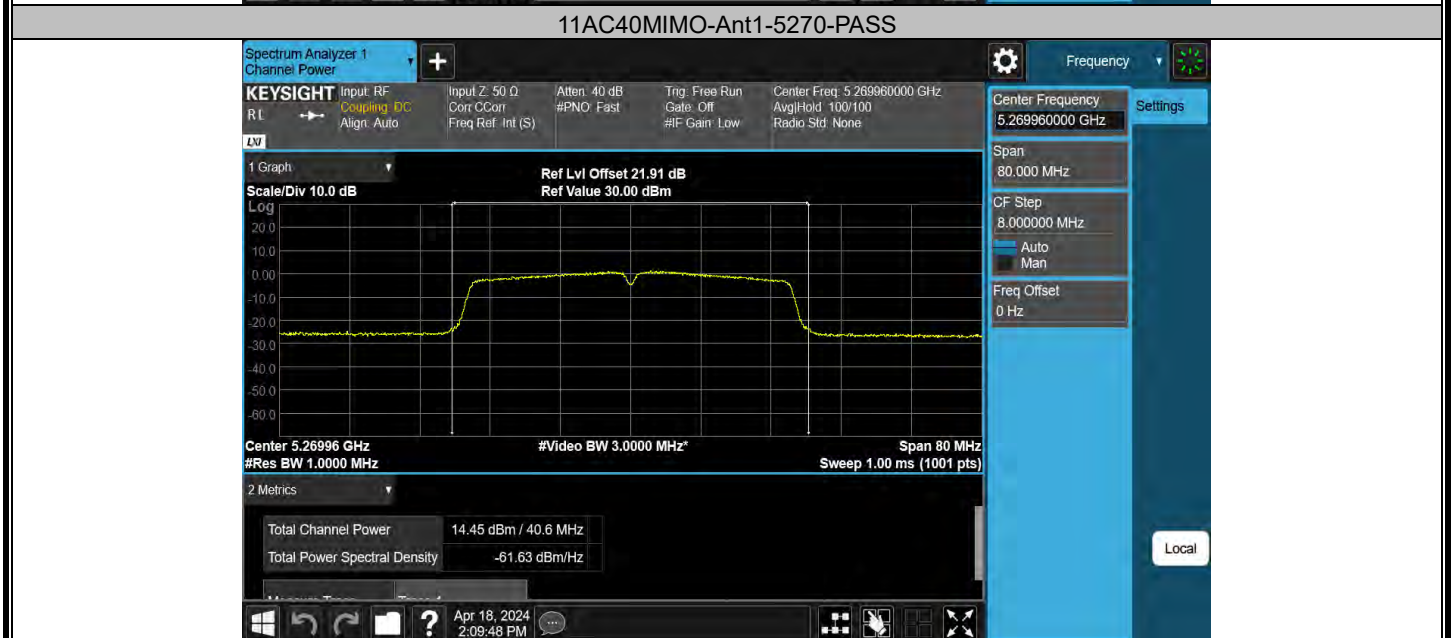 11AC40MIMO-Ant1-5270-PASS
Spectrum Analyzer 1
Channel Power
Frequency
KEYSIGHT
RL
LXI
Input: RF
Coupling: DC
Align: Auto
Input Z: 50 Ω
Corr CCorr
Freq Ref: Int (S)
Atten: 40 dB
#PNO: Fast
Trig: Free Run
Gate: Off
#IF Gain: Low
Center Freq: 5.269960000 GHz
Avg|Hold: 100/100
Radio Std: None
Center Frequency
5.269960000 GHz
Settings
Span
80.000 MHz
CF Step
8.000000 MHz
Auto
Man
Freq Offset
0 Hz
1 Graph
Scale/Div 10.0 dB
Ref Lvl Offset 21.91 dB
Ref Value 30.00 dBm
Log
20.0
10.0
0.00
-10.0
-20.0
-30.0
-40.0
-50.0
-60.0
Center 5.26996 GHz
#Video BW 3.0000 MHz*
Span 80 MHz
#Res BW 1.0000 MHz
Sweep 1.00 ms (1001 pts)
2 Metrics
Total Channel Power 14.45 dBm / 40.6 MHz
Total Power Spectral Density -61.63 dBm/Hz
Local
Apr 18, 2024
2:09:48 PM